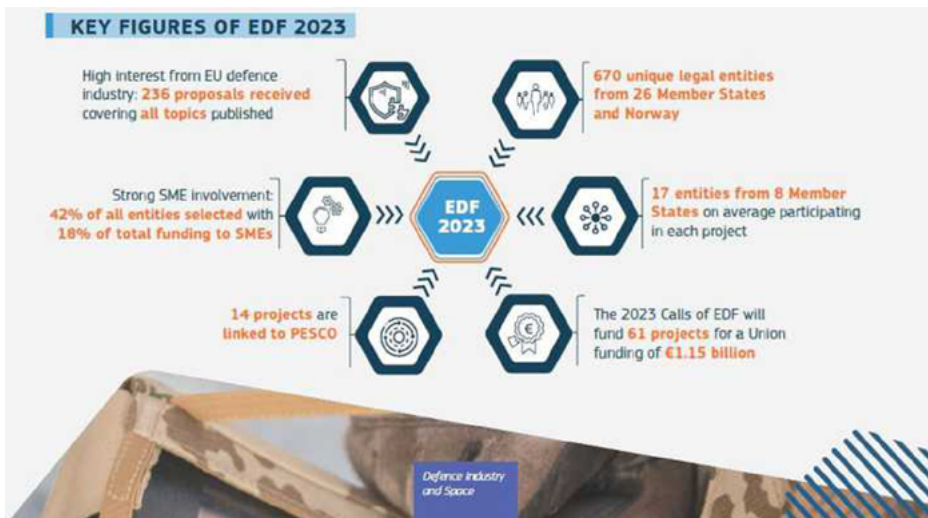 KEY FIGURES OF EDF 2023
High interest from EU defence
industry: 236 proposals received
covering all topics published
670 unique legal entities
from 26 Member States
and Norway
Strong SME involvement:
42% of all entities selected with
18% of total funding to SMEs
EDF
2023
17 entities from 8 Member
States on average participating
in each project
14 projects are
linked to PESCO
The 2023 Calls of EDF will
fund 61 projects for a Union
funding of €1.15 billion
Defence Industry
and Space